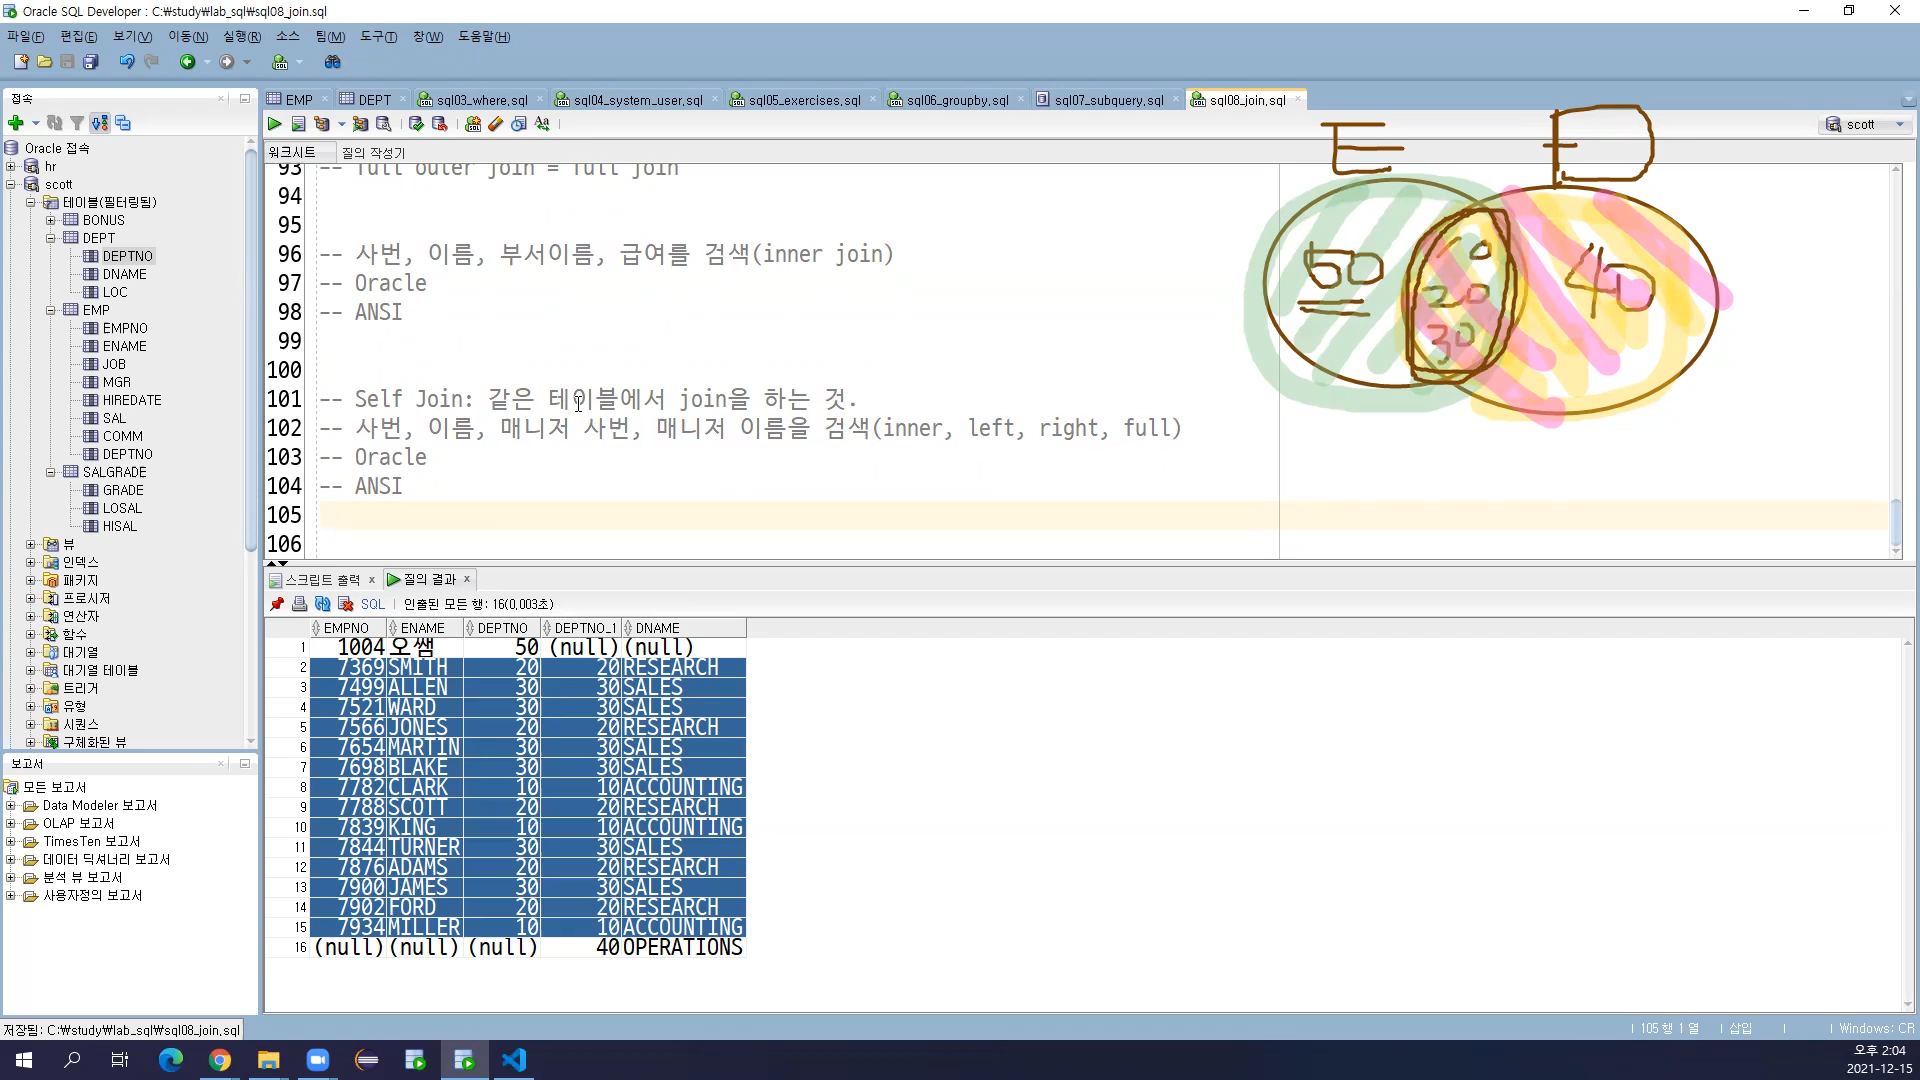 Oracle SQL Developer : C:₩study₩lab_sql₩sql08_join.sql
파일(F) 편집(E) 보기(V) 이동(N) 실행(R) 소스 팀(M) 도구(T) 창(W) 도움말(H)
접속
EMP DEPT sql03_where.sql sql04_system_user.sql sql05_exercises.sql sql06_groupby.sql sql07_subquery.sql sql08_join.sql
scott
워크시트 질의 작성기
Oracle 접속
hr
scott
테이블(필터링됨)
BONUS
DEPT
DEPTNO
DNAME
LOC
EMP
EMPNO
ENAME
JOB
MGR
HIREDATE
SAL
COMM
DEPTNO
SALGRADE
GRADE
LOSAL
HISAL
뷰
인덱스
패키지
프로시저
연산자
함수
대기열
대기열 테이블
트리거
유형
시퀀스
구체화된 뷰
보고서
모든 보고서
Data Modeler 보고서
OLAP 보고서
TimesTen 보고서
데이터 딕셔너리 보고서
분석 뷰 보고서
사용자정의 보고서
93 -- full outer join = full join
94
95
96 -- 사번, 이름, 부서이름, 급여를 검색(inner join)
97 -- Oracle
98 -- ANSI
99
100
101 -- Self Join: 같은 테이블에서 join을 하는 것.
102 -- 사번, 이름, 매니저 사번, 매니저 이름을 검색(inner, left, right, full)
103 -- Oracle
104 -- ANSI
105
106
E D
50 10 40
20
30
스크립트 출력 질의 결과
SQL 인출된 모든 행: 16(0,003초)
EMPNO ENAME DEPTNO DEPTNO_1 DNAME
1 1004 오쌤 50 (null) (null)
2 7369 SMITH 20 20 RESEARCH
3 7499 ALLEN 30 30 SALES
4 7521 WARD 30 30 SALES
5 7566 JONES 20 20 RESEARCH
6 7654 MARTIN 30 30 SALES
7 7698 BLAKE 30 30 SALES
8 7782 CLARK 10 10 ACCOUNTING
9 7788 SCOTT 20 20 RESEARCH
10 7839 KING 10 10 ACCOUNTING
11 7844 TURNER 30 30 SALES
12 7876 ADAMS 20 20 RESEARCH
13 7900 JAMES 30 30 SALES
14 7902 FORD 20 20 RESEARCH
15 7934 MILLER 10 10 ACCOUNTING
16 (null) (null) (null) 40 OPERATIONS
저장됨: C:₩study₩lab_sql₩sql08_join.sql
105 행 1 열 삽입 Windows: CR
오후 2:04
2021-12-15